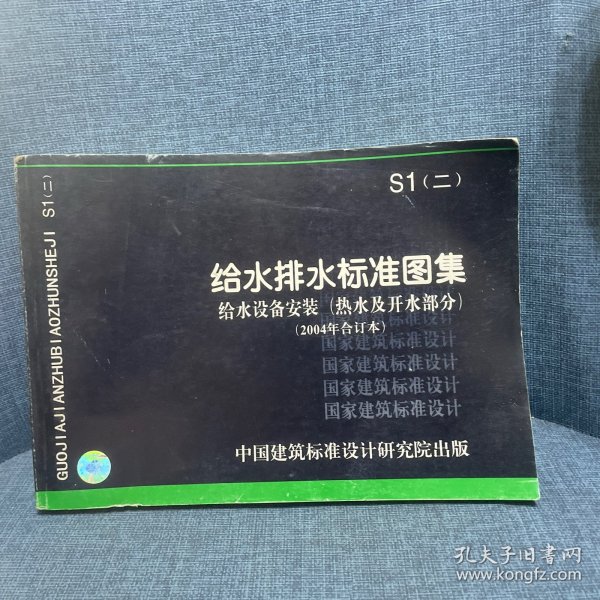 S1(二)
给水排水标准图集
给水设备安装(热水及开水部分)
(2004年合订本)
国家建筑标准设计
国家建筑标准设计
国家建筑标准设计
国家建筑标准设计
中国建筑标准设计研究院出版
GUOJIAJIANZHUBIAOZHUNSHEJI S1(二)
孔夫子旧书网
www.kongfz.com